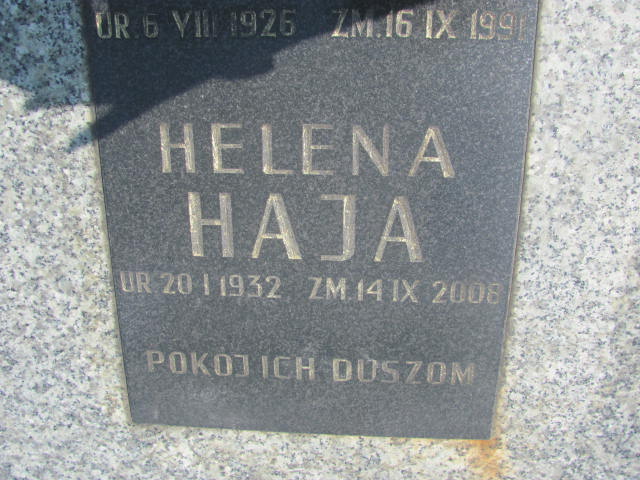 UR. 6 VIII 1926 ZM. 16 IX 1991
HELENA
HAJA
UR 20 I 1932 ZM. 14 IX 2008
POKOJ ICH DUSZOM